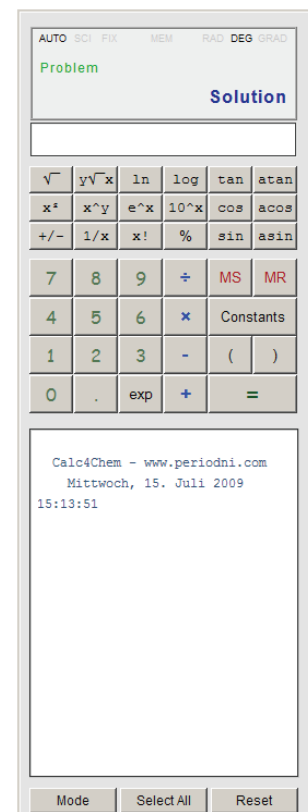 AUTO SCI FIX MEM RAD DEG GRAD
Problem
Solution
√ y√x ln log tan atan
x² x^y e^x 10^x cos acos
+/- 1/x x! % sin asin
7 8 9 ÷ MS MR
4 5 6 × Constants
1 2 3 - ( )
0 . exp + =
Calc4Chem - www.periodni.com
Mittwoch, 15. Juli 2009
15:13:51
Mode Select All Reset